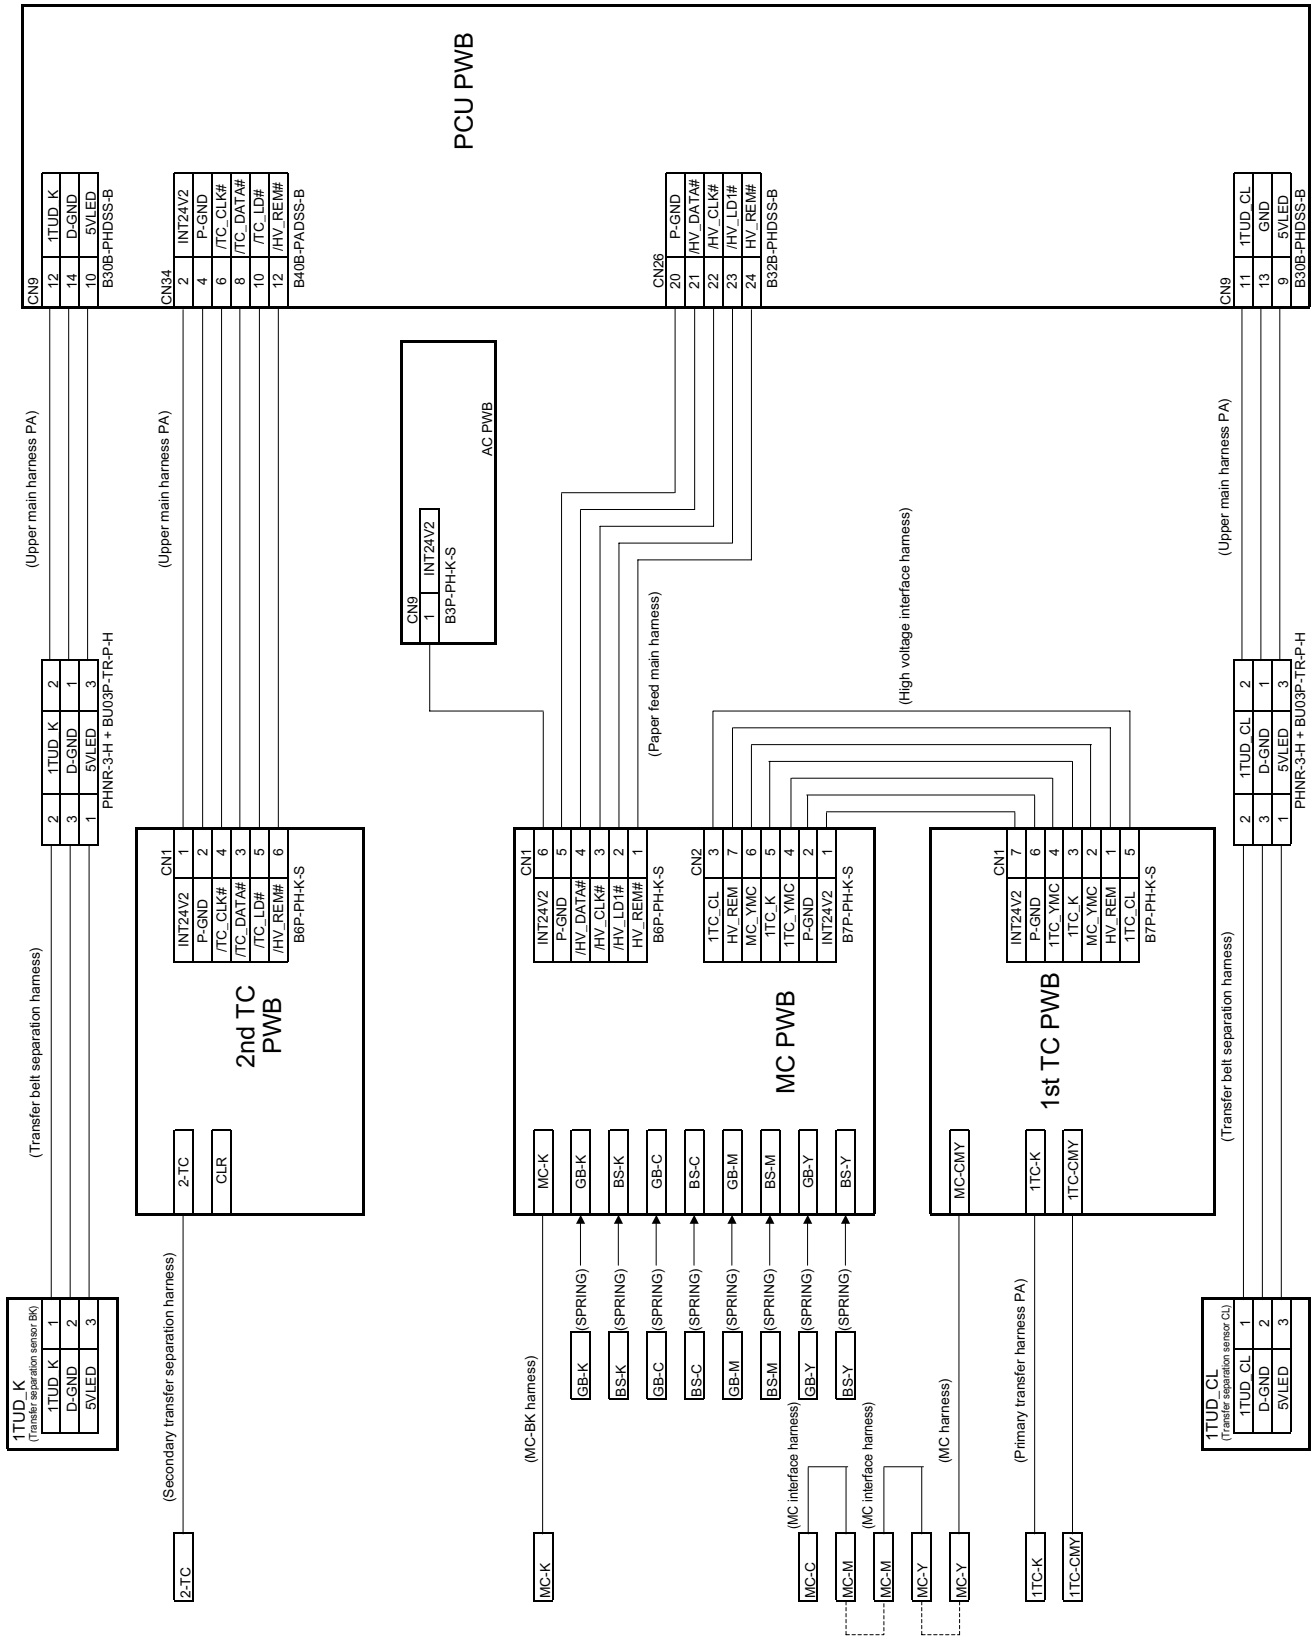 PCU PWB
CN9
12 1TUD_K
14 D-GND
10 5VLED
B30B-PHDSS-B
CN34
2 INT24V2
4 P-GND
6 /TC_CLK#
8 /TC_DATA#
10 /TC_LD#
12 /HV_REM#
B40B-PADSS-B
CN26
20 P-GND
21 /HV_DATA#
22 /HV_CLK#
23 /HV_LD1#
24 HV_REM#
B32B-PHDSS-B
CN9
11 1TUD_CL
13 GND
9 5VLED
B30B-PHDSS-B
(Upper main harness PA)
(Upper main harness PA)
(Upper main harness PA)
AC PWB
CN9
1 INT24V2
B3P-PH-K-S
(Paper feed main harness)
(High voltage interface harness)
2 1TUD_K 2
3 D-GND 1
1 5VLED 3
PHNR-3-H + BU03P-TR-P-H
2 1TUD_CL 2
3 D-GND 1
1 5VLED 3
PHNR-3-H + BU03P-TR-P-H
(Transfer belt separation harness)
(Transfer belt separation harness)
2nd TC
PWB
CN1
INT24V2 1
P-GND 2
/TC_CLK# 4
/TC_DATA# 3
/TC_LD# 5
/HV_REM# 6
B6P-PH-K-S
2-TC
CLR
MC PWB
CN1
INT24V2 6
P-GND 5
/HV_DATA# 4
/HV_CLK# 3
/HV_LD1# 2
HV_REM# 1
B6P-PH-K-S
CN2
1TC_CL 3
HV_REM 7
MC_YMC 6
1TC_K 5
1TC_YMC 4
P-GND 2
INT24V2 1
B7P-PH-K-S
MC-K
GB-K
BS-K
GB-C
BS-C
GB-M
BS-M
GB-Y
BS-Y
1st TC PWB
CN1
INT24V2 7
P-GND 6
1TC_YMC 4
1TC_K 3
MC_YMC 2
HV_REM 1
1TC_CL 5
B7P-PH-K-S
MC-CMY
1TC-K
1TC-CMY
1TUD_K
(Transfer separation sensor BK)
1TUD_K 1
D-GND 2
5VLED 3
(Secondary transfer separation harness)
2-TC
(MC-BK harness)
MC-K
GB-K (SPRING)
BS-K (SPRING)
GB-C (SPRING)
BS-C (SPRING)
GB-M (SPRING)
BS-M (SPRING)
GB-Y (SPRING)
BS-Y (SPRING)
(MC interface harness)
(MC interface harness)
(MC harness)
MC-C
MC-M
MC-M
MC-Y
MC-Y
(Primary transfer harness PA)
1TC-K
1TC-CMY
1TUD_CL
(Transfer separation sensor CL)
1TUD_CL 1
D-GND 2
5VLED 3